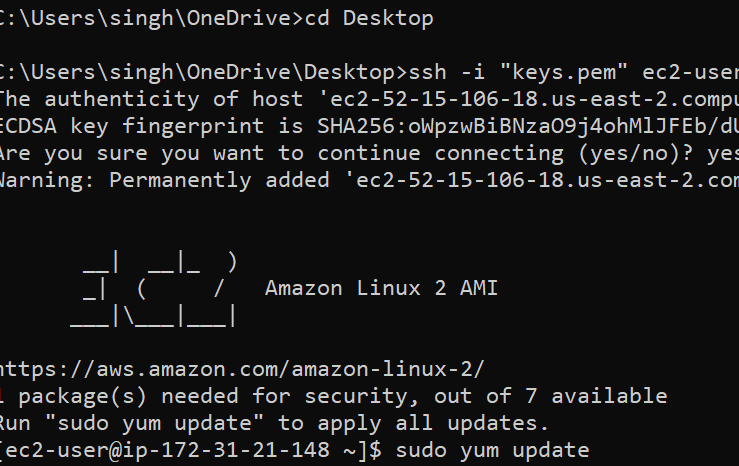 C:\Users\singh\OneDrive>cd Desktop
C:\Users\singh\OneDrive\Desktop>ssh -i "keys.pem" ec2-user
The authenticity of host 'ec2-52-15-106-18.us-east-2.compu
ECDSA key fingerprint is SHA256:oWpzwBiBNzaO9j4ohMlJFEb/dU
Are you sure you want to continue connecting (yes/no)? yes
Warning: Permanently added 'ec2-52-15-106-18.us-east-2.com
__|  __|_  )
_|  (     /   Amazon Linux 2 AMI
___|\___|___|
https://aws.amazon.com/amazon-linux-2/
1 package(s) needed for security, out of 7 available
Run "sudo yum update" to apply all updates.
[ec2-user@ip-172-31-21-148 ~]$ sudo yum update